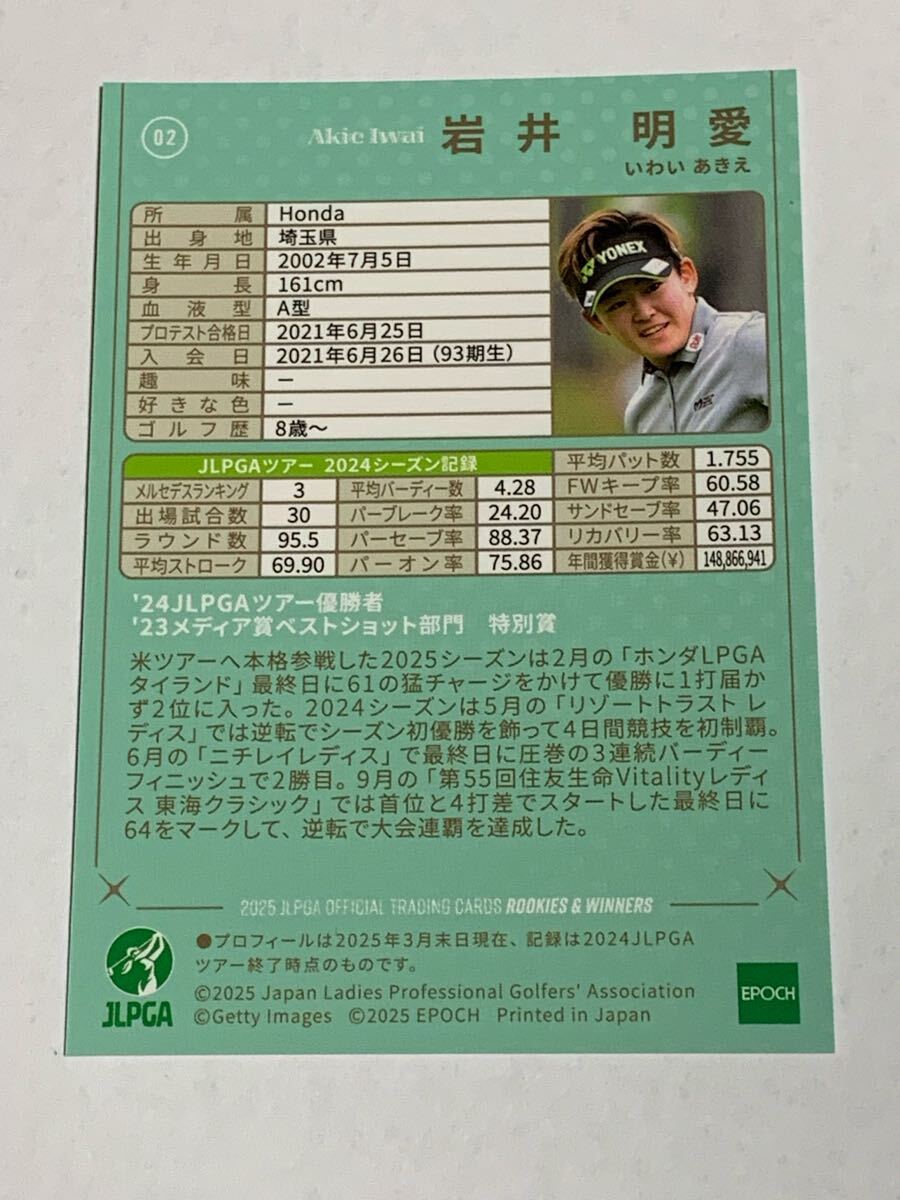 02 Akie Iwai 岩井 明愛
いわい あきえ
所属 Honda
出身地 埼玉県
生年月日 2002年7月5日
身長 161cm
血液型 A型
プロテスト合格日 2021年6月25日
入会日 2021年6月26日（93期生）
趣味 ー
好きな色 ー
ゴルフ歴 8歳〜
YONEX
JLPGAツアー 2024シーズン記録 平均パット数 1.755
メルセデスランキング 3 平均バーディー数 4.28 FWキープ率 60.58
出場試合数 30 パーブレーク率 24.20 サンドセーブ率 47.06
ラウンド数 95.5 パーセーブ率 88.37 リカバリー率 63.13
平均ストローク 69.90 パーオン率 75.86 年間獲得賞金(¥) 148,866,941
'24JLPGAツアー優勝者
'23メディア賞ベストショット部門 特別賞
米ツアーへ本格参戦した2025シーズンは2月の「ホンダLPGA
タイランド」最終日に61の猛チャージをかけて優勝に1打届か
ず2位に入った。2024シーズンは5月の「リゾートトラスト レ
ディス」では逆転でシーズン初優勝を飾って4日間競技を初制覇。
6月の「ニチレイレディス」で最終日に圧巻の3連続バーディー
フィニッシュで2勝目。9月の「第55回住友生命Vitalityレディ
ス 東海クラシック」では首位と4打差でスタートした最終日に
64をマークして、逆転で大会連覇を達成した。
2025 JLPGA OFFICIAL TRADING CARDS ROOKIES & WINNERS
●プロフィールは2025年3月末日現在、記録は2024JLPGA
ツアー終了時点のものです。
©2025 Japan Ladies Professional Golfers' Association
©Getty Images ©2025 EPOCH Printed in Japan
JLPGA
EPOCH